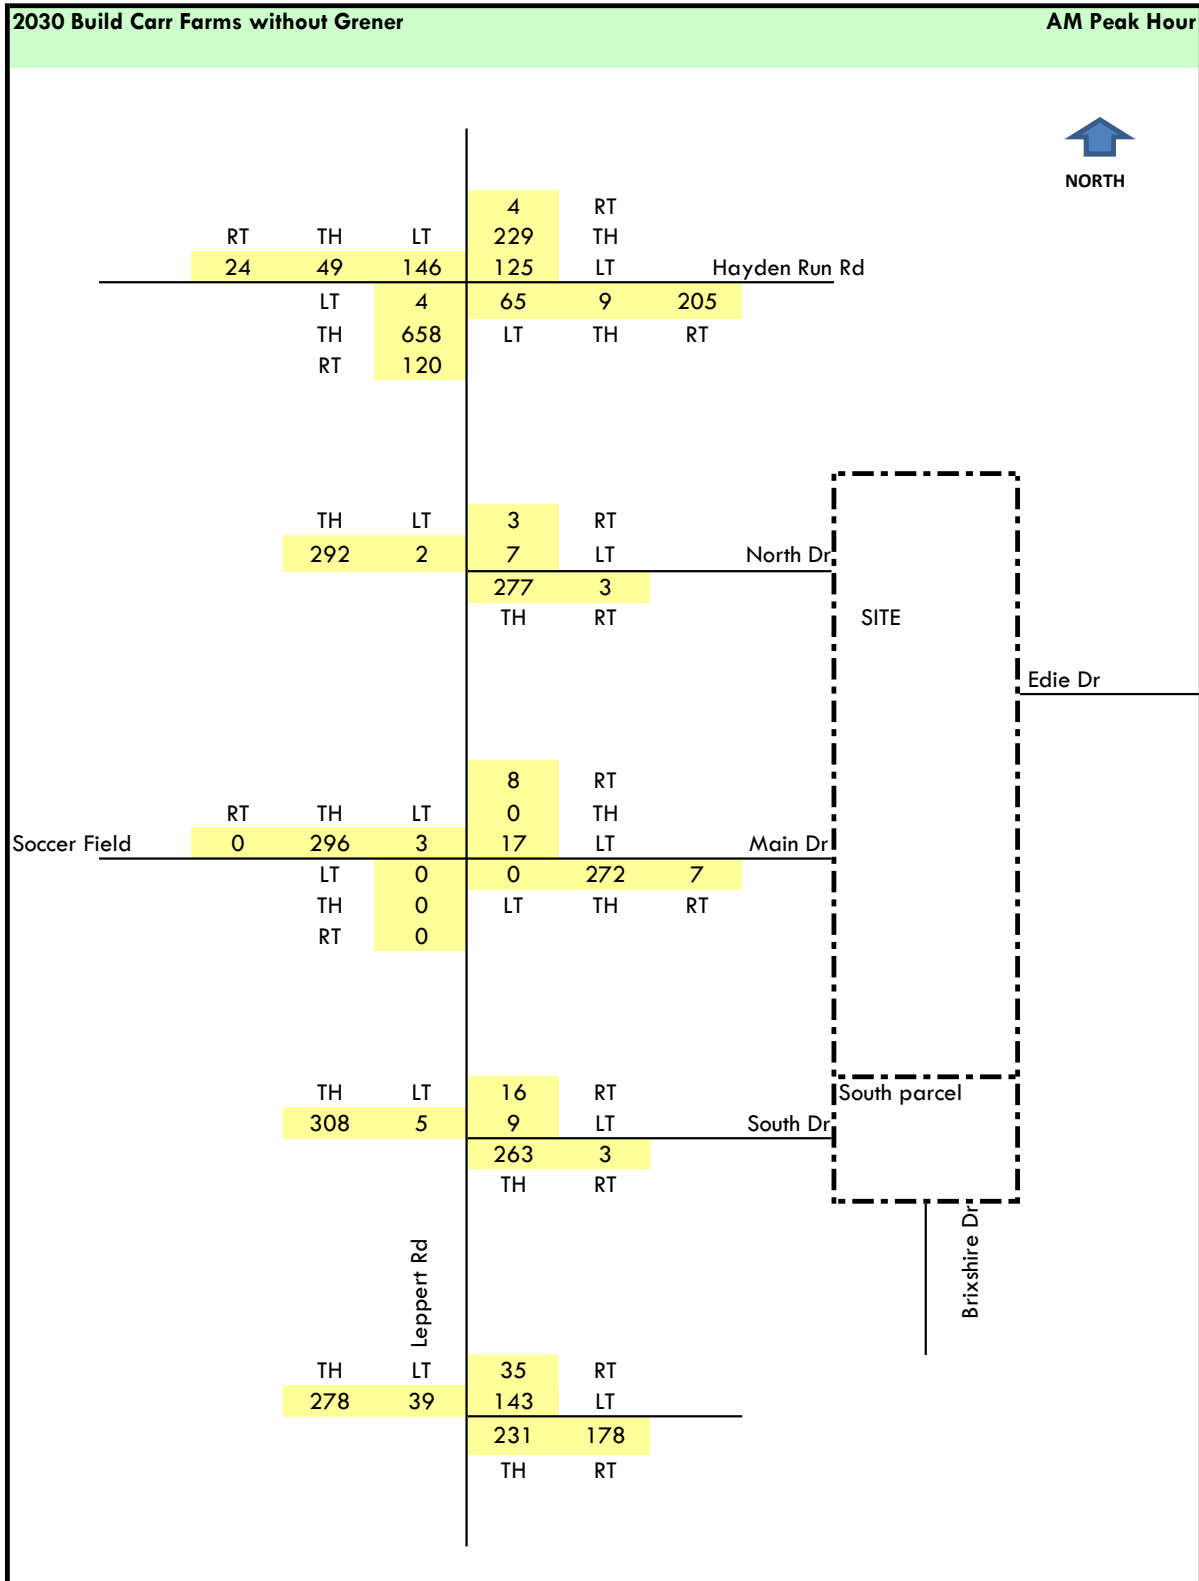 2030 Build Carr Farms without Grener AM Peak Hour
NORTH
4 RT
RT TH LT 229 TH
24 49 146 125 LT Hayden Run Rd
LT 4 65 9 205
TH 658 LT TH RT
RT 120
TH LT 3 RT
292 2 7 LT North Dr
277 3
TH RT SITE
Edie Dr
8 RT
RT TH LT 0 TH
Soccer Field 0 296 3 17 LT Main Dr
LT 0 0 272 7
TH 0 LT TH RT
RT 0
TH LT 16 RT South parcel
308 5 9 LT South Dr
263 3
TH RT
Leppert Rd
Brixshire Dr
TH LT 35 RT
278 39 143 LT
231 178
TH RT